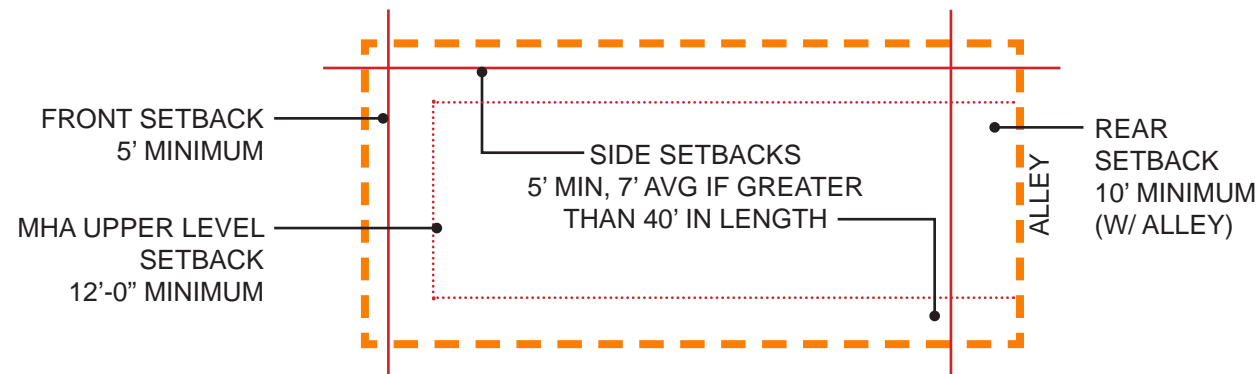 FRONT SETBACK
5’ MINIMUM
MHA UPPER LEVEL
SETBACK
12’-0” MINIMUM
SIDE SETBACKS
5’ MIN, 7’ AVG IF GREATER
THAN 40’ IN LENGTH
ALLEY
REAR
SETBACK
10’ MINIMUM
(W/ ALLEY)